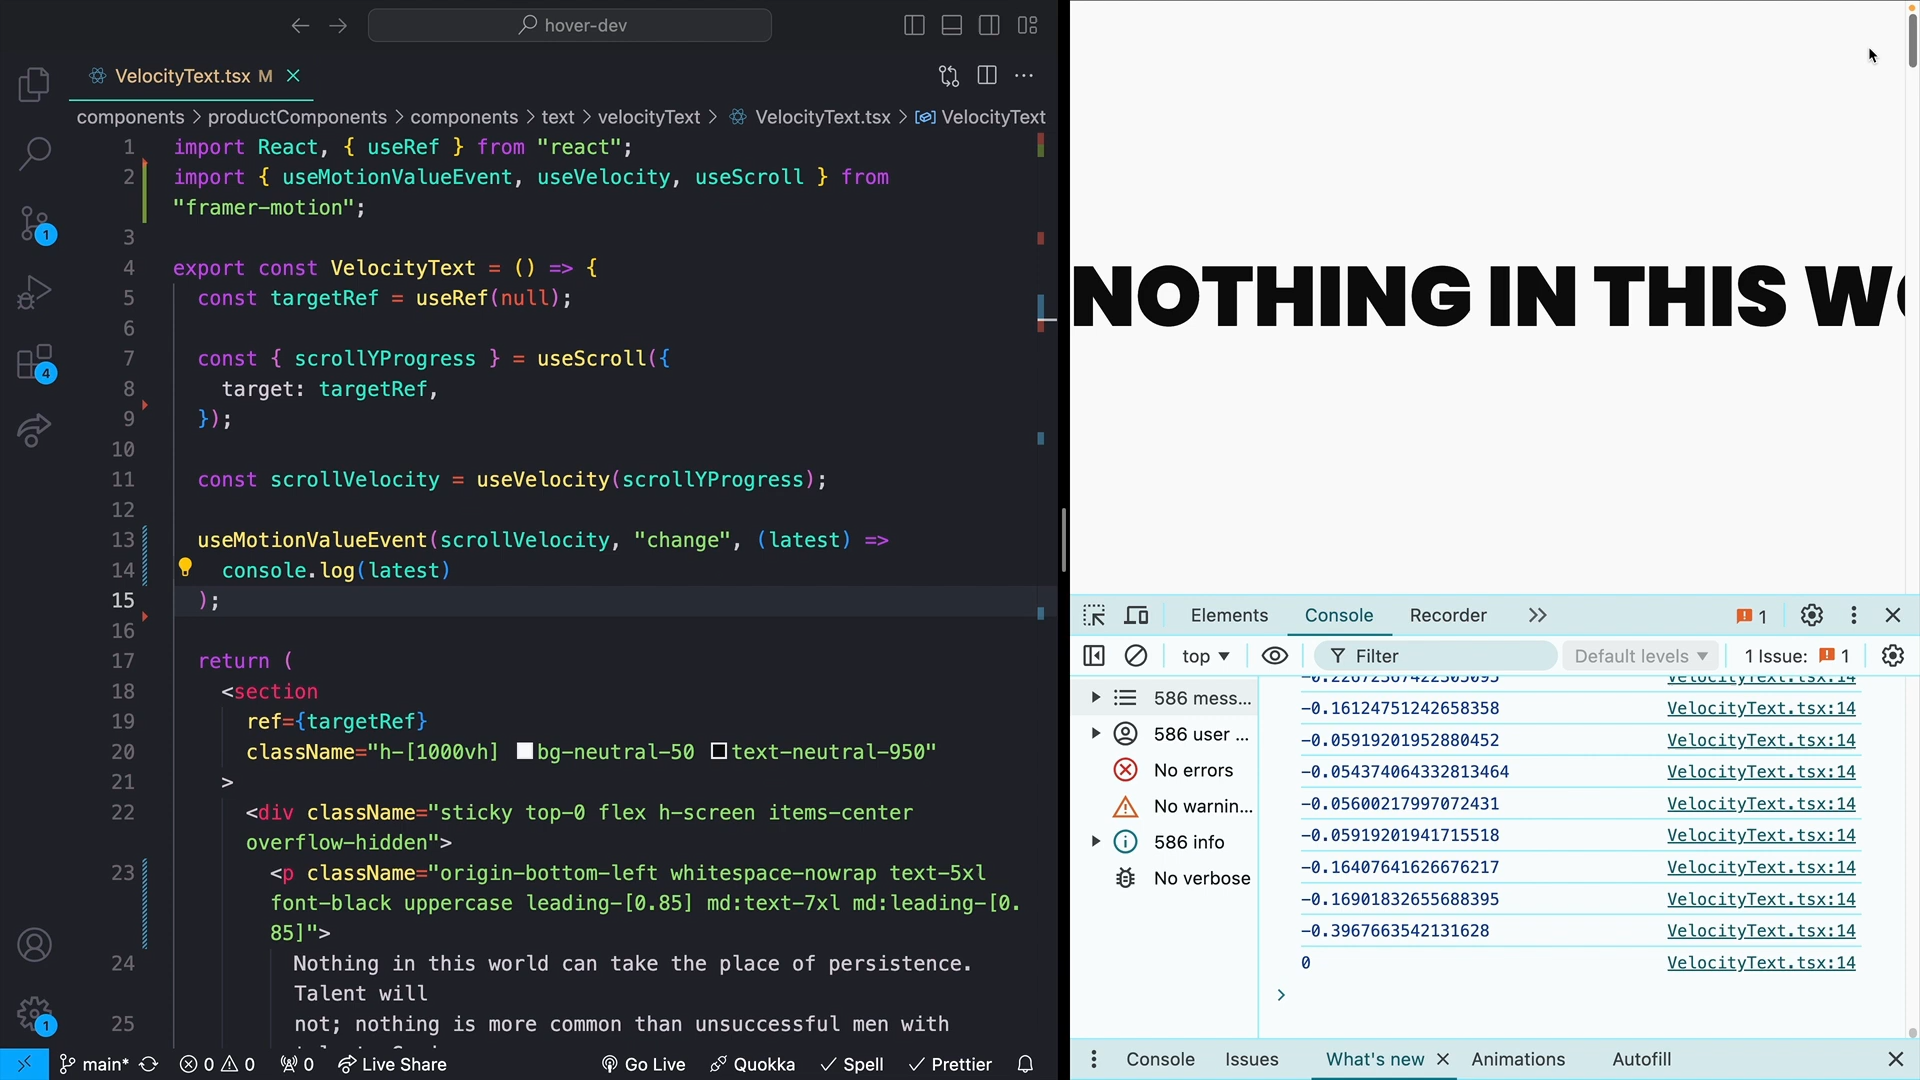 hover-dev
VelocityText.tsx M
components > productComponents > components > text > velocityText > VelocityText.tsx > VelocityText
1 import React, { useRef } from "react";
2 import { useMotionValueEvent, useVelocity, useScroll } from
"framer-motion";
3
4 export const VelocityText = () => {
5 const targetRef = useRef(null);
6
7 const { scrollYProgress } = useScroll({
8 target: targetRef,
9 });
10
11 const scrollVelocity = useVelocity(scrollYProgress);
12
13 useMotionValueEvent(scrollVelocity, "change", (latest) =>
14 console.log(latest)
15 );
16
17 return (
18 <section
19 ref={targetRef}
20 className="h-[1000vh] bg-neutral-50 text-neutral-950"
21 >
22 <div className="sticky top-0 flex h-screen items-center
overflow-hidden">
23 <p className="origin-bottom-left whitespace-nowrap text-5xl
font-black uppercase leading-[0.85] md:text-7xl md:leading-[0.
85]">
24 Nothing in this world can take the place of persistence.
Talent will
25 not; nothing is more common than unsuccessful men with
1
4
1
main* 0 0 0 Live Share Go Live Quokka Spell Prettier
NOTHING IN THIS W
Elements Console Recorder 1
top Filter Default levels 1 Issue: 1
586 mess...
586 user ...
No errors
No warnin...
586 info
No verbose
-0.22672367422305095 VelocityText.tsx:14
-0.16124751242658358 VelocityText.tsx:14
-0.05919201952880452 VelocityText.tsx:14
-0.054374064332813464 VelocityText.tsx:14
-0.05600217997072431 VelocityText.tsx:14
-0.05919201941715518 VelocityText.tsx:14
-0.16407641626676217 VelocityText.tsx:14
-0.16901832655688395 VelocityText.tsx:14
-0.3967663542131628 VelocityText.tsx:14
0 VelocityText.tsx:14
Console Issues What's new Animations Autofill